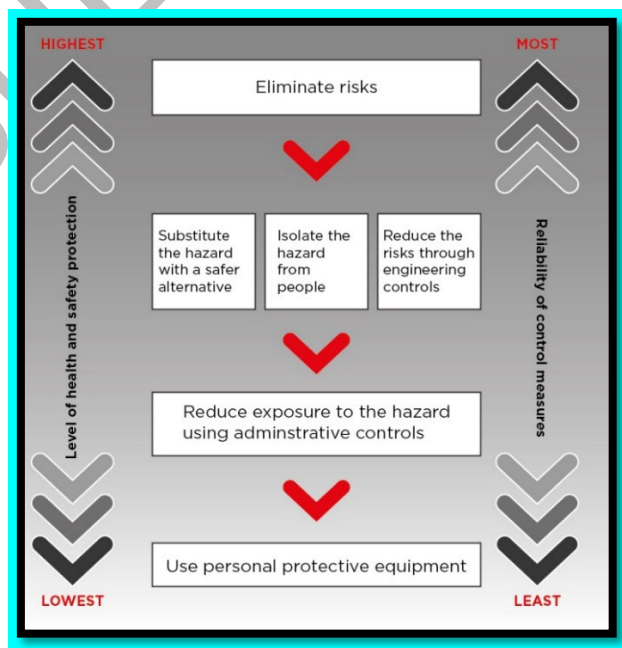 HIGHEST
MOST
Eliminate risks
Substitute
the hazard
with a safer
alternative
Isolate the
hazard
from
people
Reduce the
risks through
engineering
controls
Level of health and safety protection
Reliability of control measures
Reduce exposure to the hazard
using adminstrative controls
Use personal protective equipment
LOWEST
LEAST